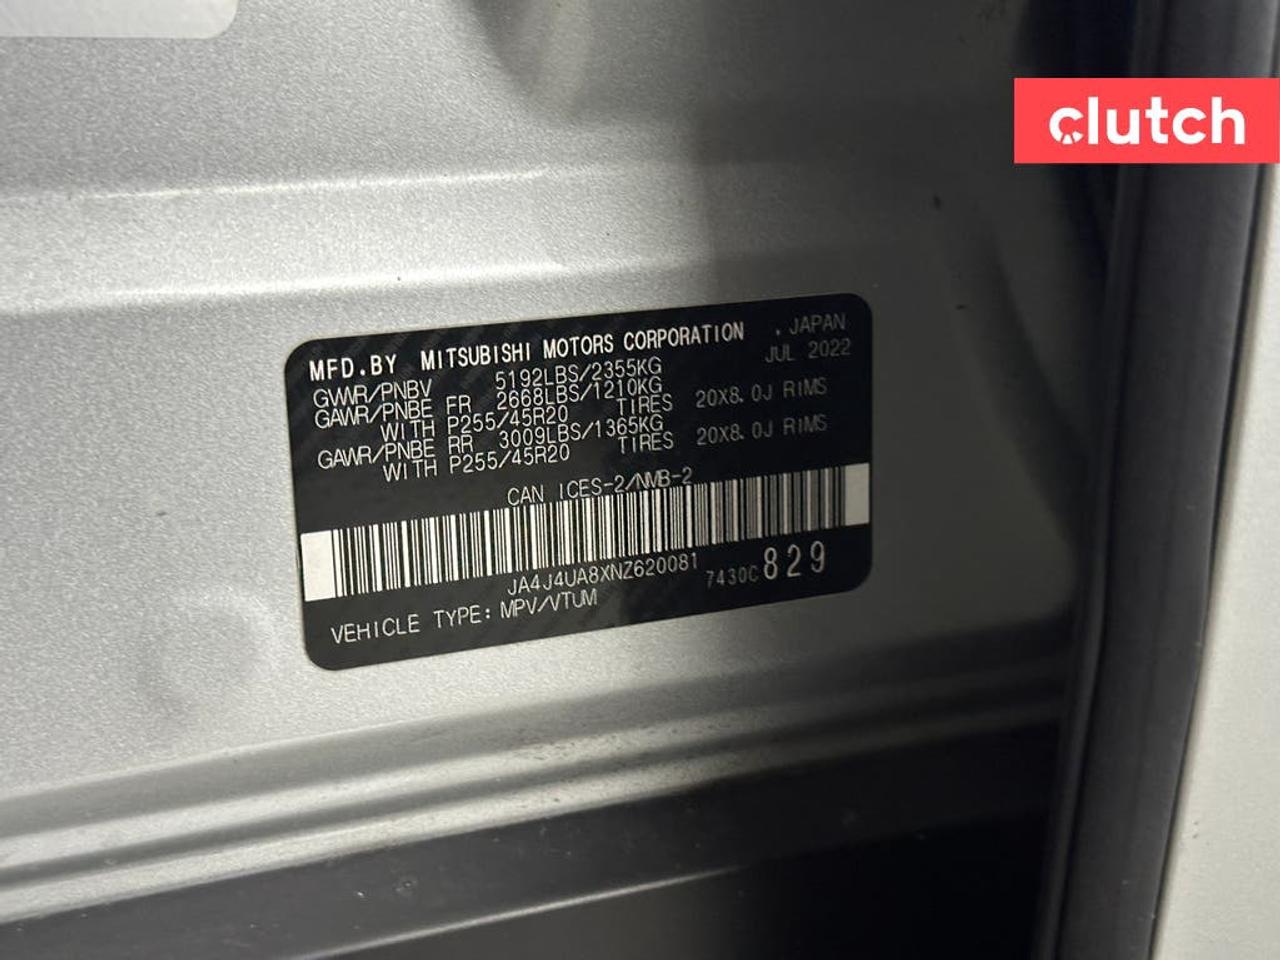 clutch
MFD.BY MITSUBISHI MOTORS CORPORATION , JAPAN
GVWR/PNBV 5192LBS/2355KG JUL 2022
GAWR/PNBE FR 2668LBS/1210KG
WITH P255/45R20 TIRES 20X8.0J RIMS
GAWR/PNBE RR 3009LBS/1365KG
WITH P255/45R20 TIRES 20X8.0J RIMS
CAN ICES-2/NMB-2
JA4J4UA8XNZ620081 7430C829
VEHICLE TYPE: MPV/VTUM